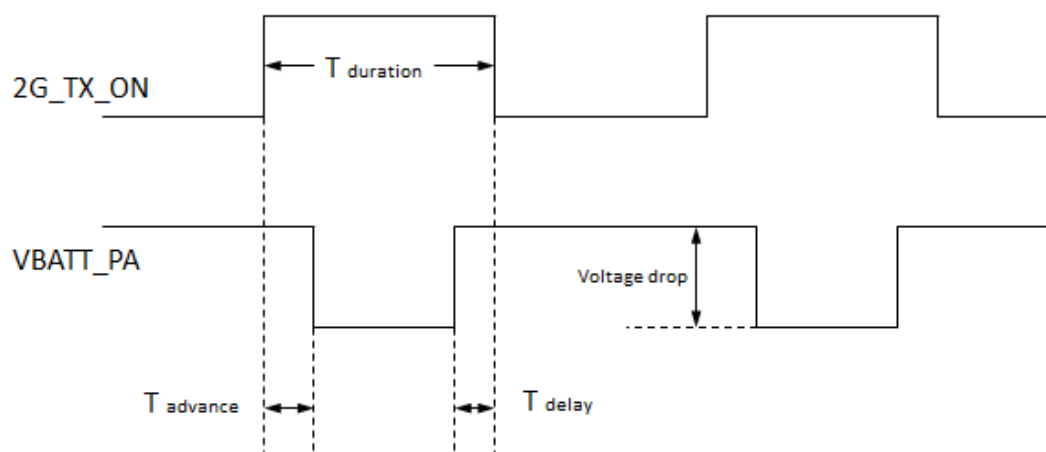 2G_TX_ON
T duration
VBATT_PA
Voltage drop
T advance
T delay